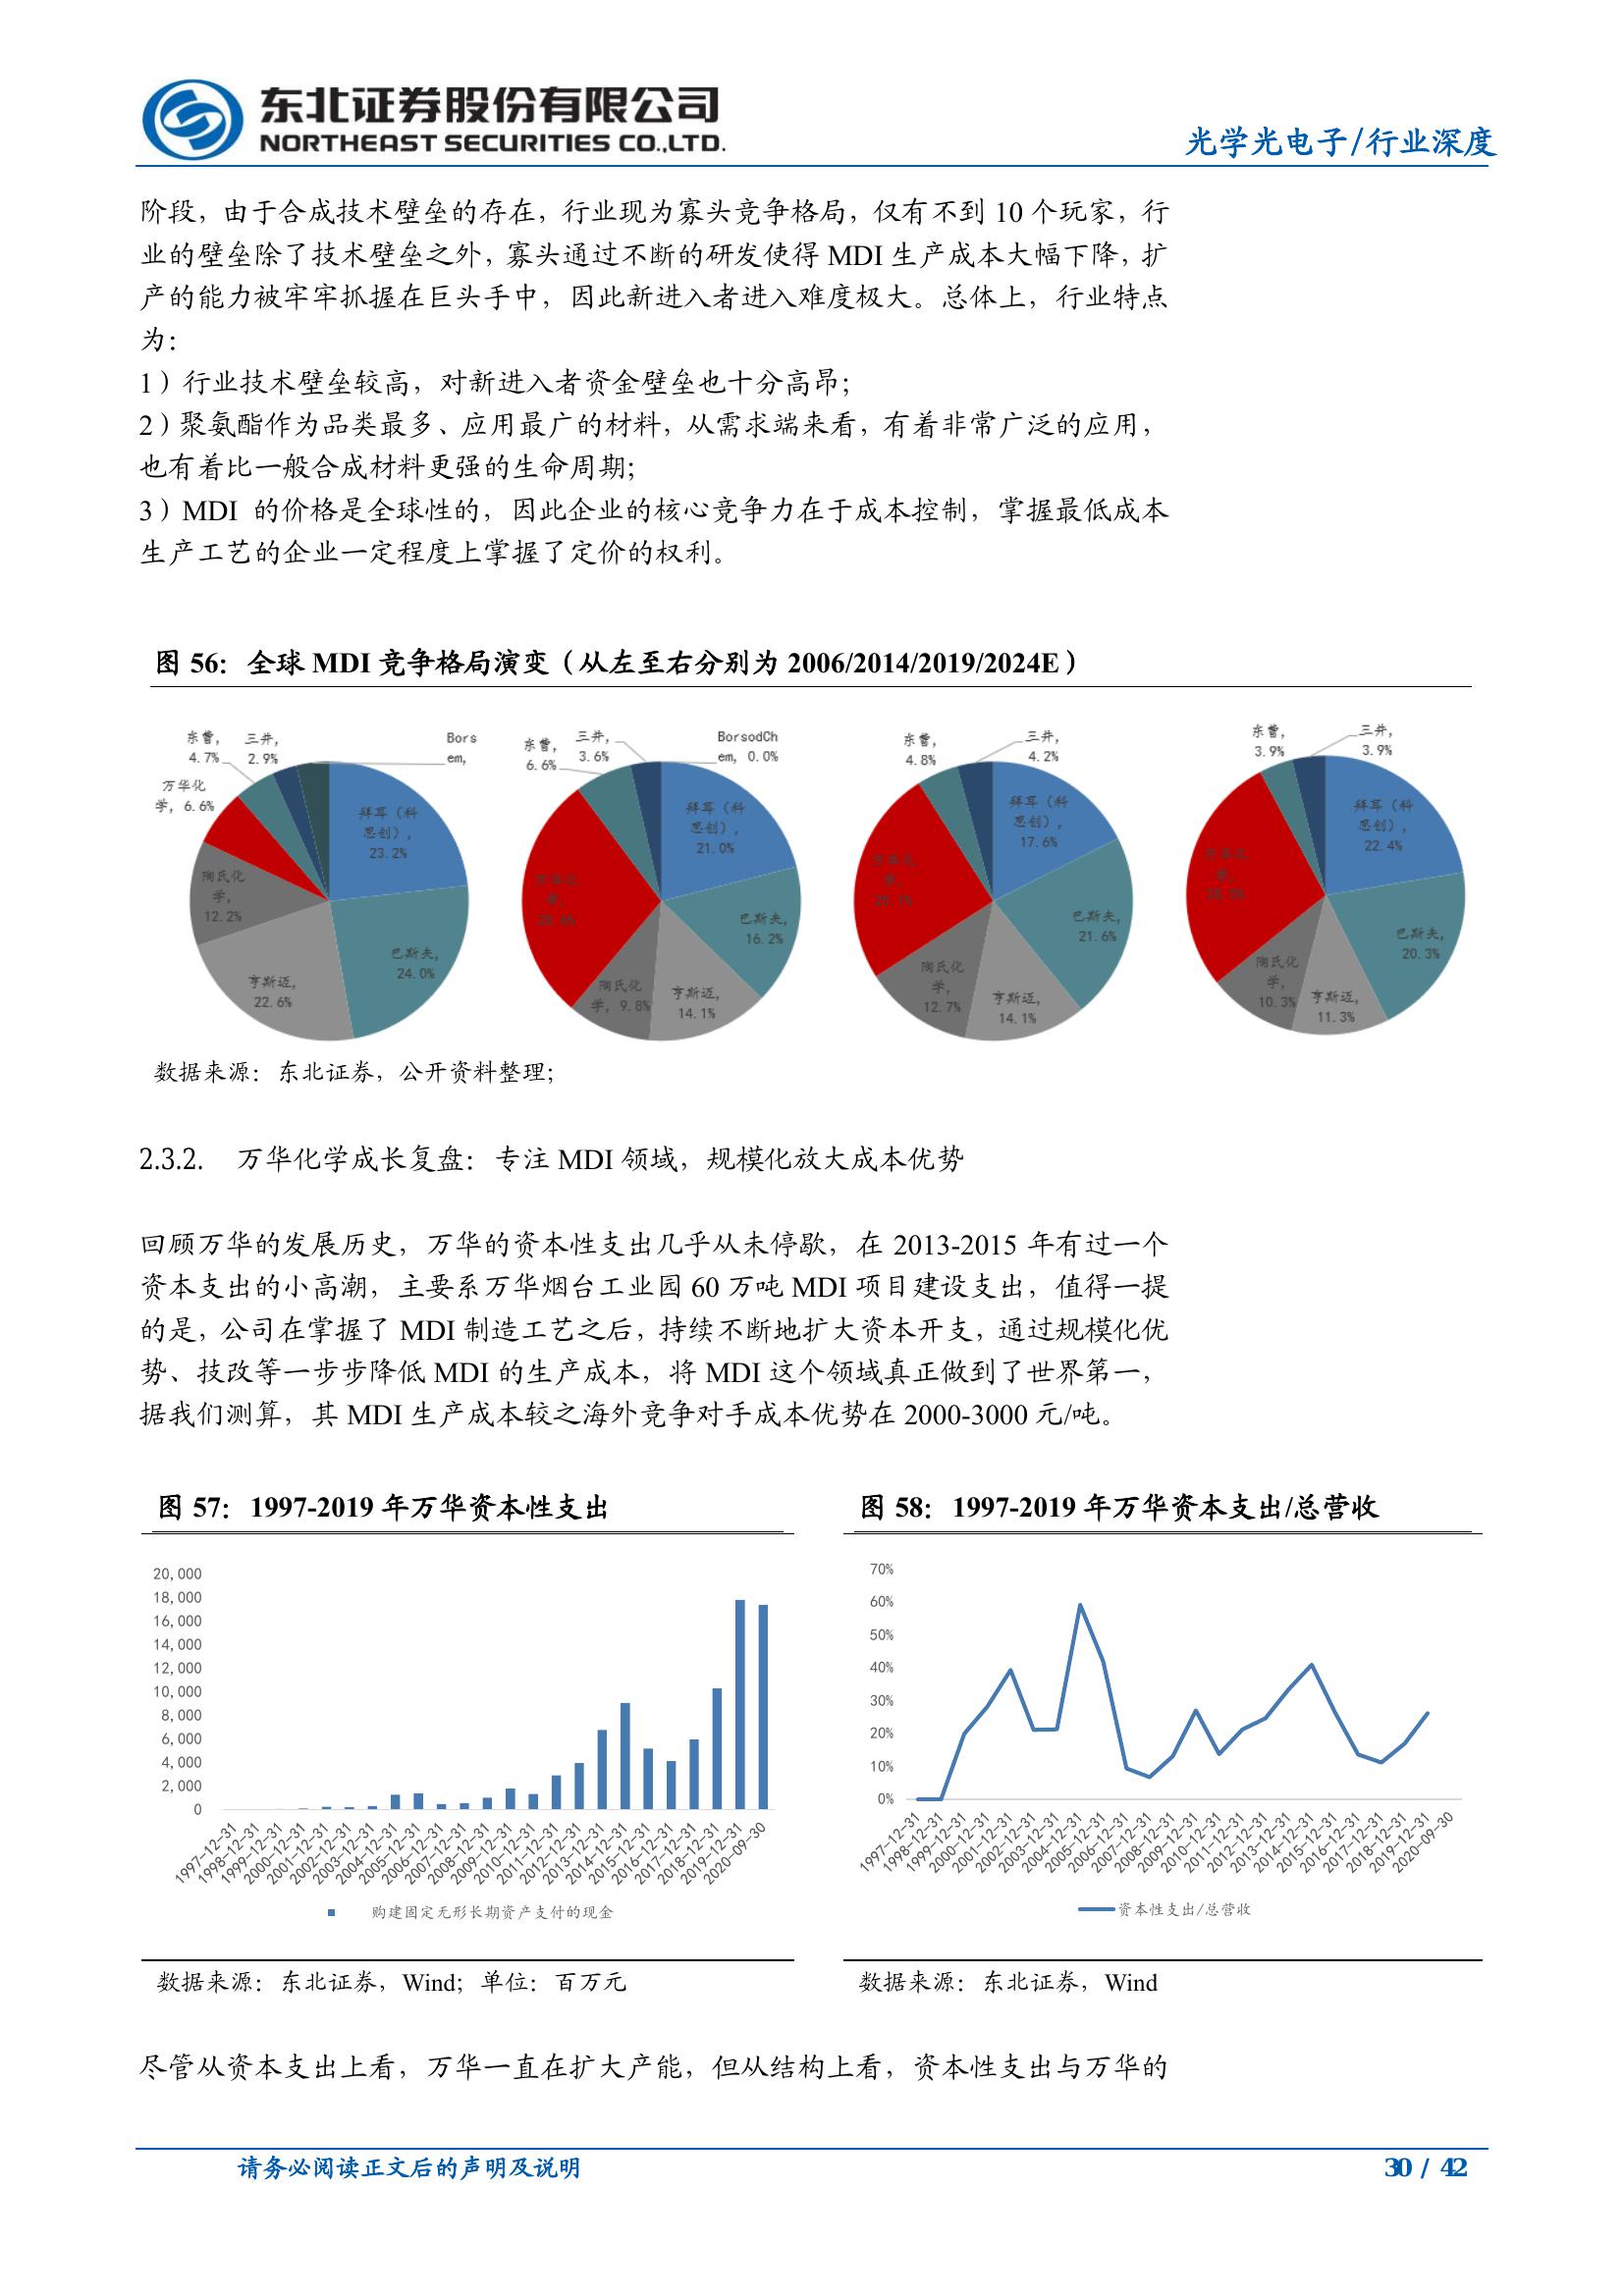 东北证券股份有限公司
NORTHEAST SECURITIES CO.,LTD.
光学光电子/行业深度
阶段，由于合成技术壁垒的存在，行业现为寡头竞争格局，仅有不到 10 个玩家，行
业的壁垒除了技术壁垒之外，寡头通过不断的研发使得 MDI 生产成本大幅下降，扩
产的能力被牢牢抓握在巨头手中，因此新进入者进入难度极大。总体上，行业特点
为：
1）行业技术壁垒较高，对新进入者资金壁垒也十分高昂；
2）聚氨酯作为品类最多、应用最广的材料，从需求端来看，有着非常广泛的应用，
也有着比一般合成材料更强的生命周期；
3）MDI 的价格是全球性的，因此企业的核心竞争力在于成本控制，掌握最低成本
生产工艺的企业一定程度上掌握了定价的权利。
图 56：全球 MDI 竞争格局演变（从左至右分别为 2006/2014/2019/2024E）
东曹，
4.7%
三井，
2.9%
Bors
em,
万华化
学，6.6%
拜耳（科
思创），
23.2%
陶氏化
学，
12.2%
巴斯夫，
24.0%
亨斯迈，
22.6%
东曹，
6.6%
三井，
3.6%
BorsodCh
em, 0.0%
拜耳（科
思创），
21.0%
万华化
学，
巴斯夫，
16.2%
陶氏化
学，9.8%
亨斯迈，
14.1%
东曹，
4.8%
三井，
4.2%
拜耳（科
思创），
17.6%
万华化
学，
巴斯夫，
21.6%
陶氏化
学，
12.7%
亨斯迈，
14.1%
东曹，
3.9%
三井，
3.9%
拜耳（科
思创），
22.4%
万华化
学，
巴斯夫，
20.3%
陶氏化
学，
10.3%
亨斯迈，
11.3%
数据来源：东北证券，公开资料整理；
2.3.2. 万华化学成长复盘：专注 MDI 领域，规模化放大成本优势
回顾万华的发展历史，万华的资本性支出几乎从未停歇，在 2013-2015 年有过一个
资本支出的小高潮，主要系万华烟台工业园 60 万吨 MDI 项目建设支出，值得一提
的是，公司在掌握了 MDI 制造工艺之后，持续不断地扩大资本开支，通过规模化优
势、技改等一步步降低 MDI 的生产成本，将 MDI 这个领域真正做到了世界第一，
据我们测算，其 MDI 生产成本较之海外竞争对手成本优势在 2000-3000 元/吨。
图 57：1997-2019 年万华资本性支出
20,000
18,000
16,000
14,000
12,000
10,000
8,000
6,000
4,000
2,000
0
1997-12-31
1998-12-31
1999-12-31
2000-12-31
2001-12-31
2002-12-31
2003-12-31
2004-12-31
2005-12-31
2006-12-31
2007-12-31
2008-12-31
2009-12-31
2010-12-31
2011-12-31
2012-12-31
2013-12-31
2014-12-31
2015-12-31
2016-12-31
2017-12-31
2018-12-31
2019-12-31
2020-09-30
购建固定无形长期资产支付的现金
数据来源：东北证券，Wind；单位：百万元
图 58：1997-2019 年万华资本支出/总营收
70%
60%
50%
40%
30%
20%
10%
0%
1997-12-31
1998-12-31
1999-12-31
2000-12-31
2001-12-31
2002-12-31
2003-12-31
2004-12-31
2005-12-31
2006-12-31
2007-12-31
2008-12-31
2009-12-31
2010-12-31
2011-12-31
2012-12-31
2013-12-31
2014-12-31
2015-12-31
2016-12-31
2017-12-31
2018-12-31
2019-12-31
2020-09-30
资本性支出/总营收
数据来源：东北证券，Wind
尽管从资本支出上看，万华一直在扩大产能，但从结构上看，资本性支出与万华的
请务必阅读正文后的声明及说明
30 / 42